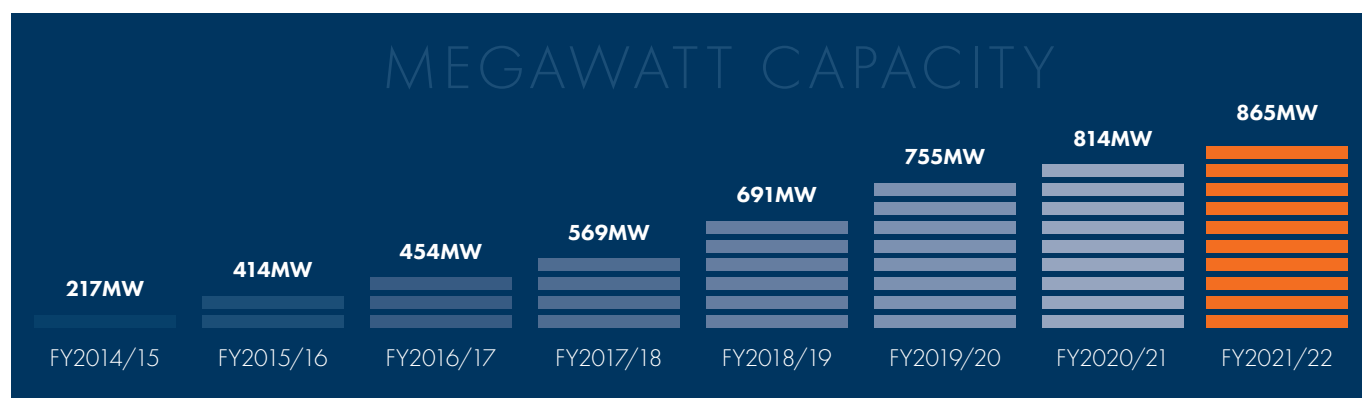 MEGAWATT CAPACITY
217MW
414MW
454MW
569MW
691MW
755MW
814MW
865MW
FY2014/15
FY2015/16
FY2016/17
FY2017/18
FY2018/19
FY2019/20
FY2020/21
FY2021/22